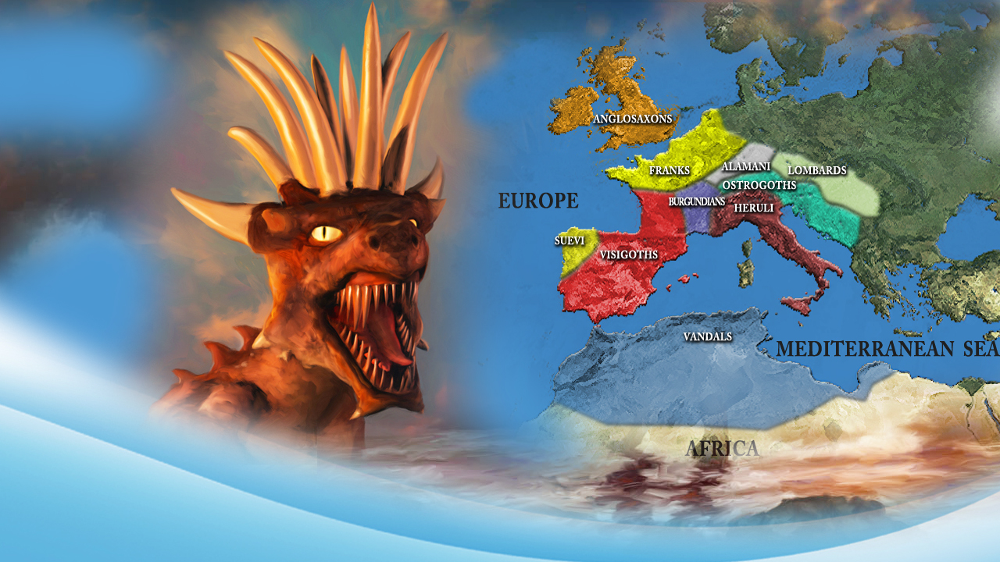 ANGLOSAXONS
FRANKS
ALAMANI
LOMBARDS
OSTROGOTHS
EUROPE
BURGUNDIANS
HERULI
SUEVI
VISIGOTHS
VANDALS
MEDITERRANEAN SEA
AFRICA